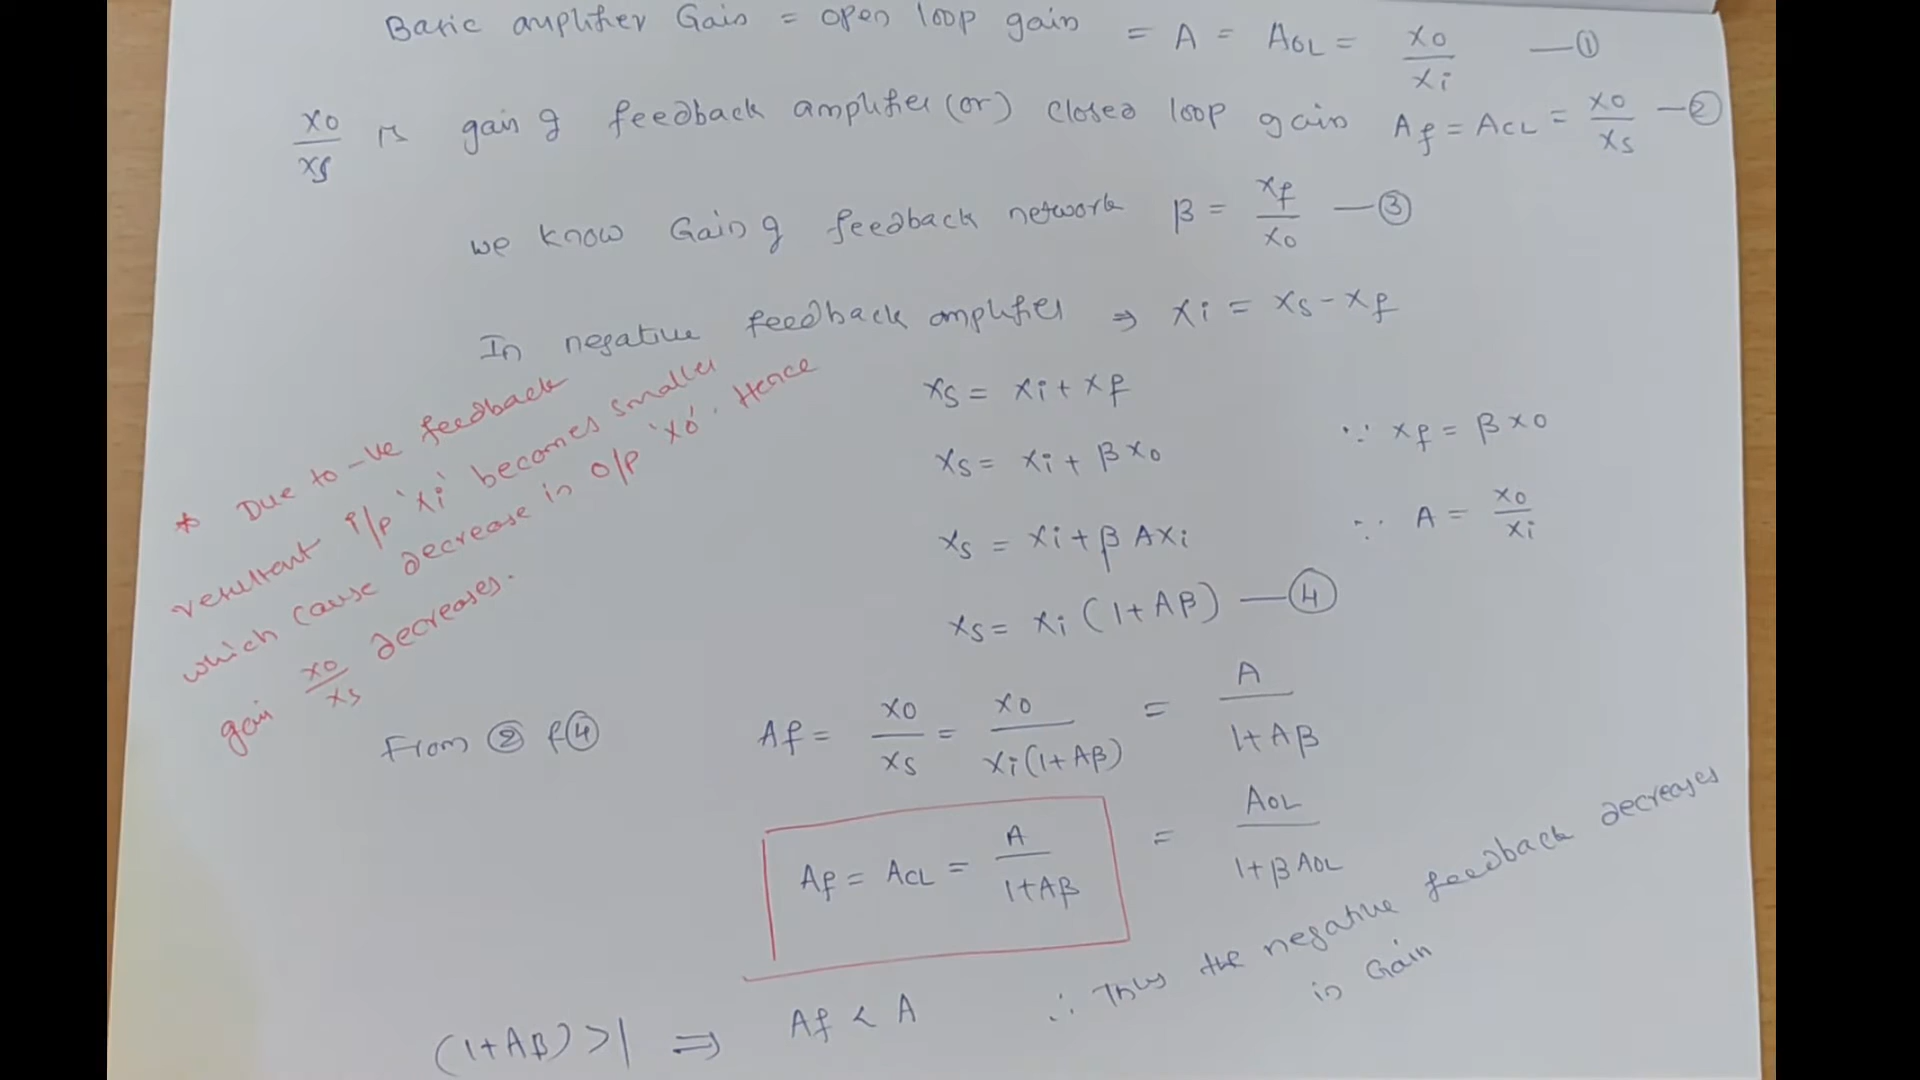 Basic amplifier Gain = open loop gain = A = AOL = xo/xi —①
xo/xs is gain of feedback amplifier (or) closed loop gain Af = ACL = xo/xs —②
we know Gain of feedback network β = xf/xo —③
In negative feedback amplifier ⇒ xi = xs - xf
xs = xi + xf
xs = xi + βxo ∵ xf = βxo
xs = xi + β Axi ∵ A = xo/xi
xs = xi (1+Aβ) —④
* Due to -ve feedback
resultant i/p 'xi' becomes smaller
which cause decrease in o/p 'xo'. Hence
gain xo/xs decreases.
From ② & ④ Af = xo/xs = xo/xi(1+Aβ) = A/1+Aβ
Af = ACL = A/1+Aβ = AOL/1+βAOL
(1+Aβ) >1 ⇒ Af < A ∴ Thus the negative feedback decreases
in Gain